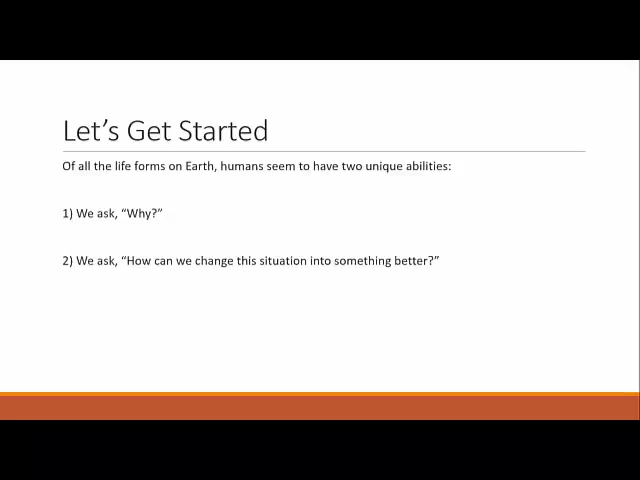 Let’s Get Started
Of all the life forms on Earth, humans seem to have two unique abilities:
1) We ask, “Why?”
2) We ask, “How can we change this situation into something better?”